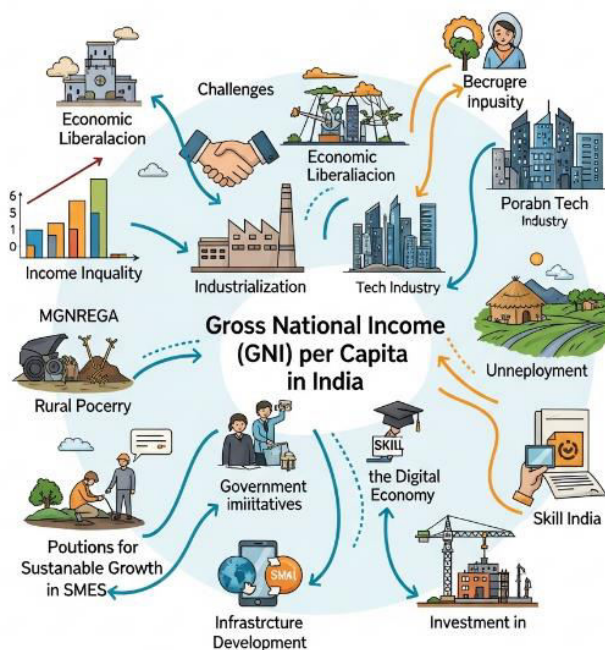 Challenges
Becrugre
inpusity
Economic
Liberalacion
Economic
Liberaliacion
Porabn Tech
Industry
6
5
1
0
Income Inquality
Industrialization
Tech Industry
MGNREGA
Gross National Income
(GNI) per Capita
in India
Unneployment
Rural Pocerry
SKILL
Government
imiitatives
the Digital
Economy
Skill India
Poutions for
Sustanable Growth
in SMES
SMAL
Infrastrcture
Development
Investment in